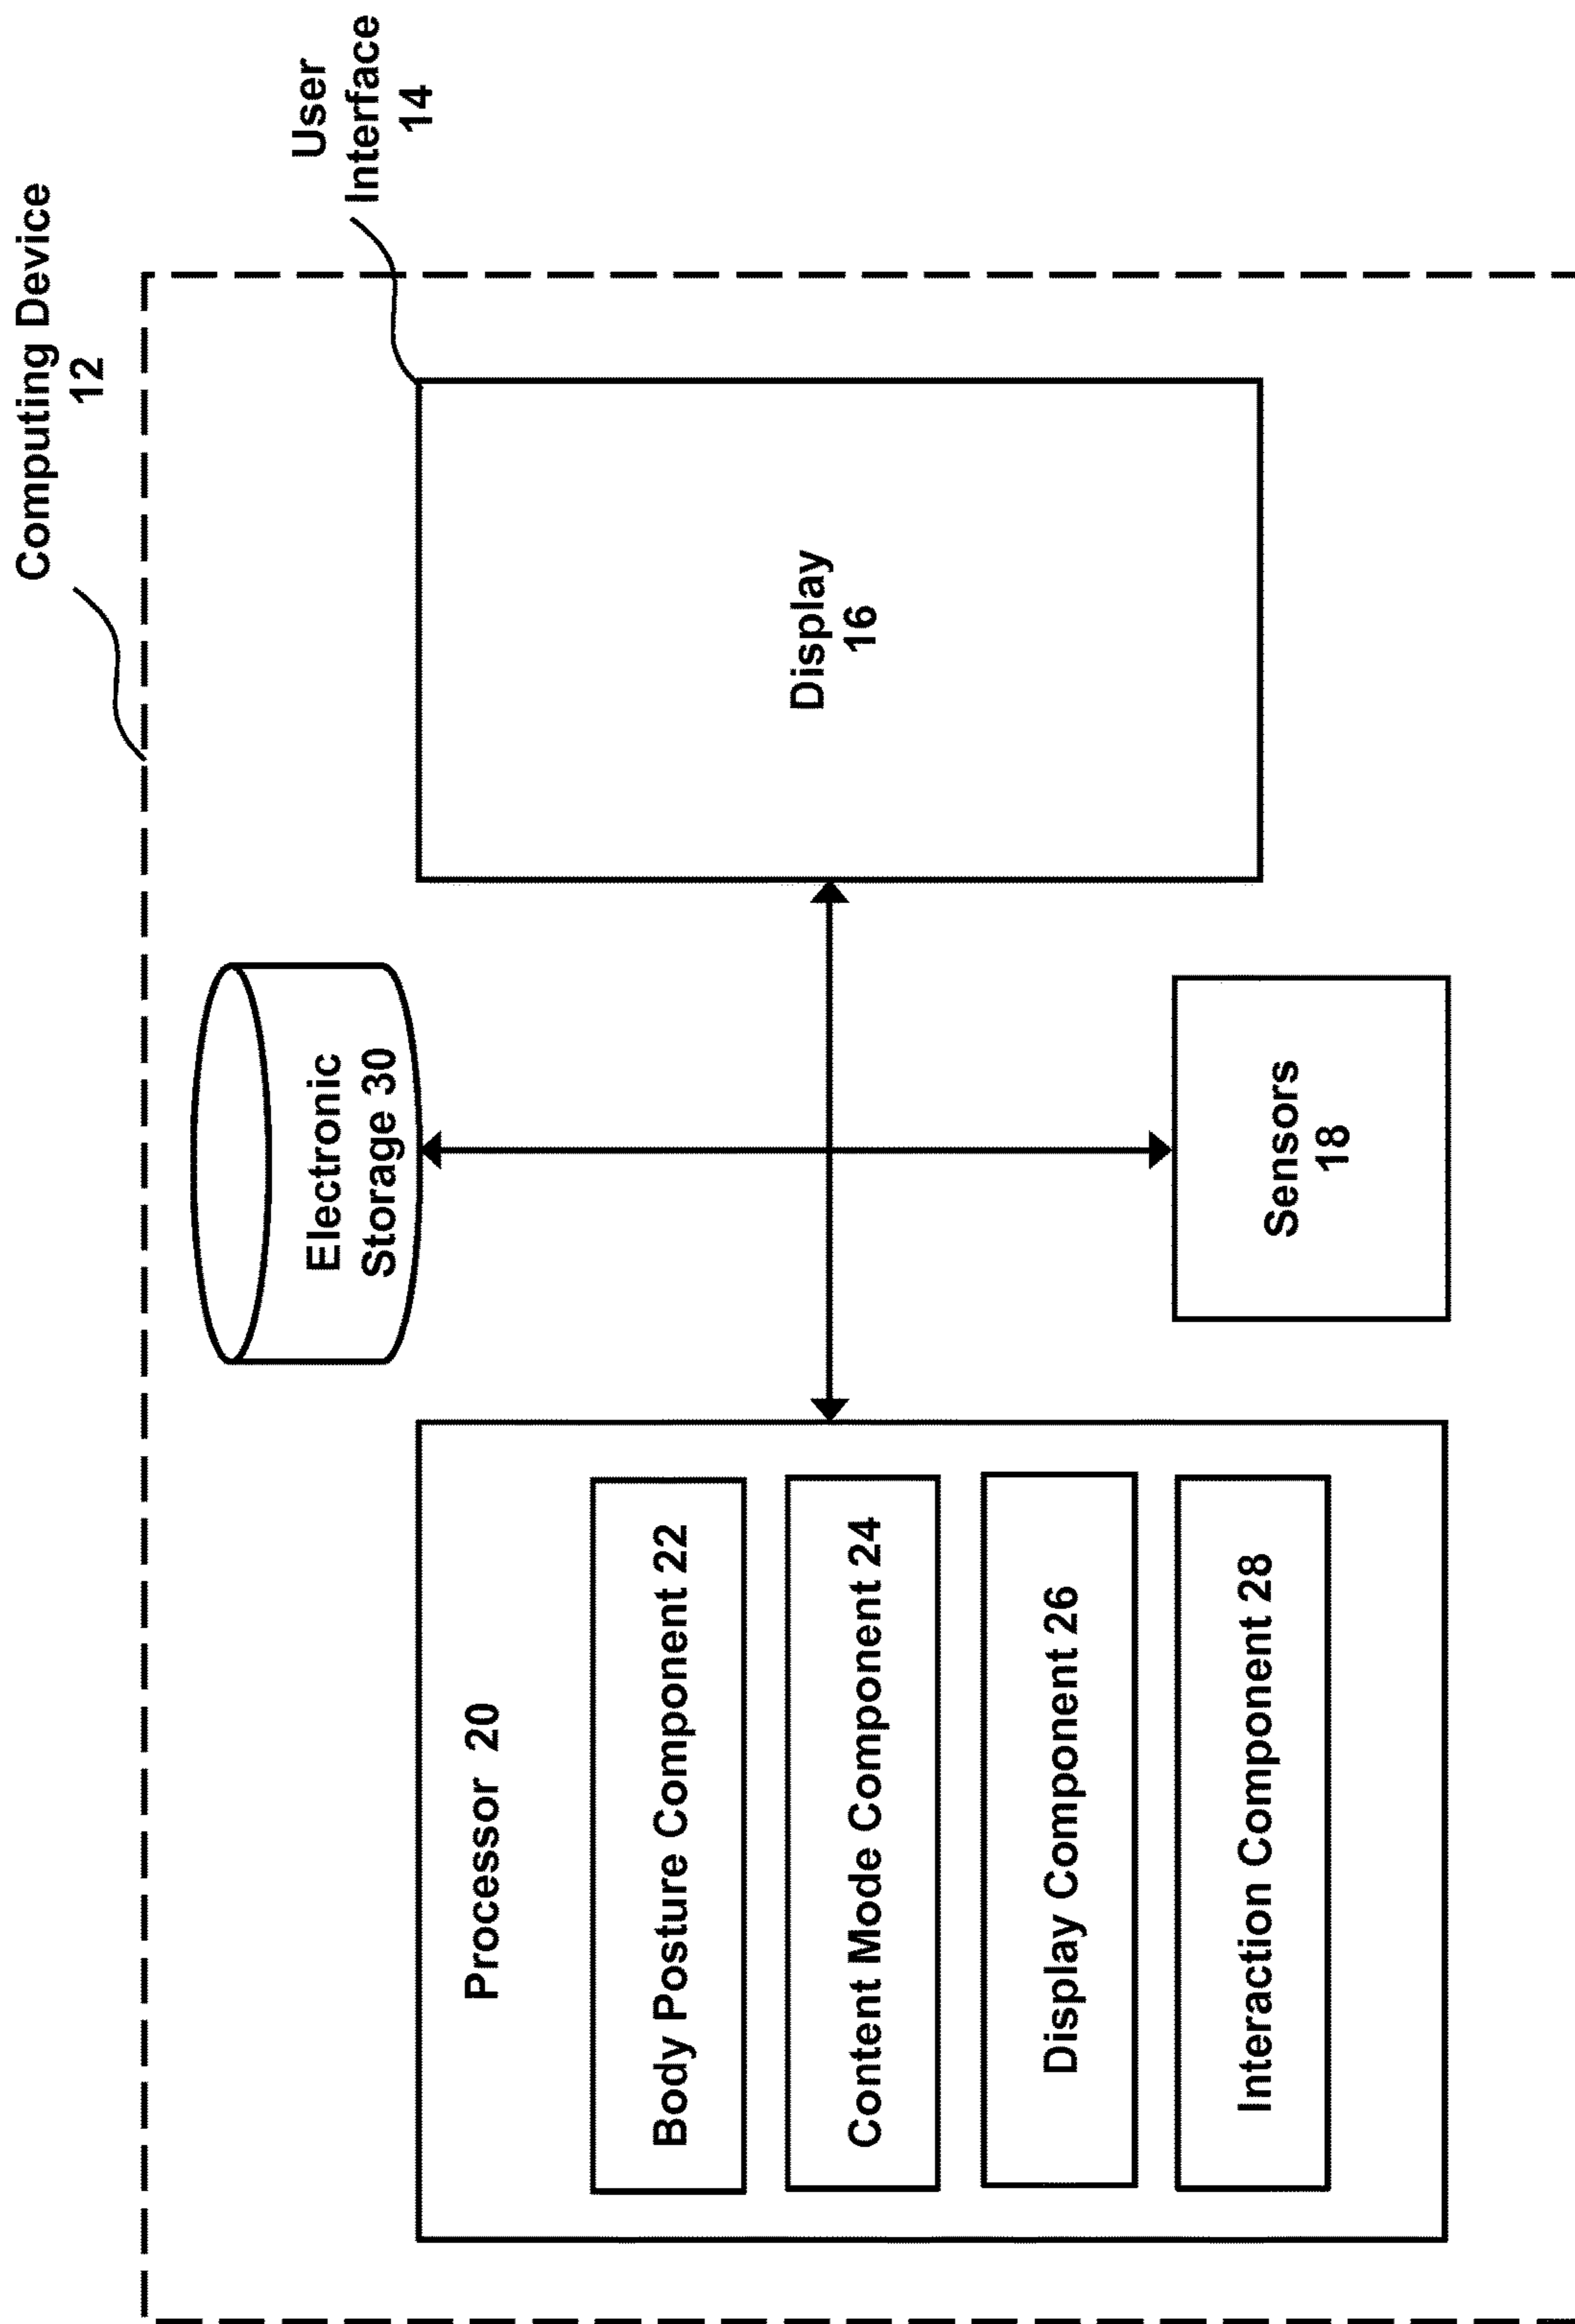 Computing Device
12
User
Interface
14
Electronic
Storage 30
Processor 20
Body Posture Component 22
Content Mode Component 24
Display Component 26
Interaction Component 28
Display
16
Sensors
18